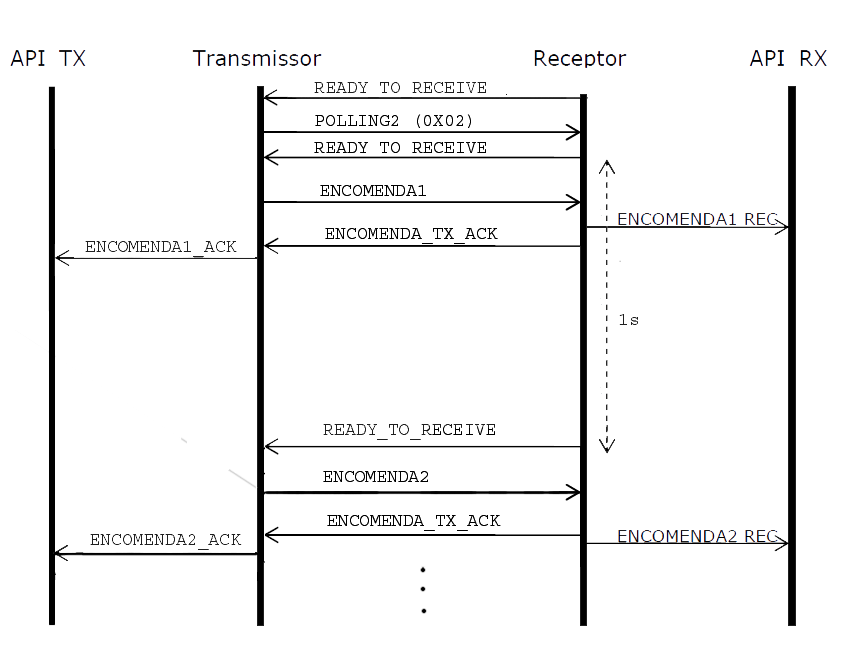 API TX
Transmissor
Receptor
API RX
READY TO RECEIVE
POLLING2 (0X02)
READY TO RECEIVE
ENCOMENDA1
ENCOMENDA1 REC
ENCOMENDA_TX_ACK
ENCOMENDA1_ACK
1s
READY_TO_RECEIVE
ENCOMENDA2
ENCOMENDA_TX_ACK
ENCOMENDA2 REC
ENCOMENDA2_ACK